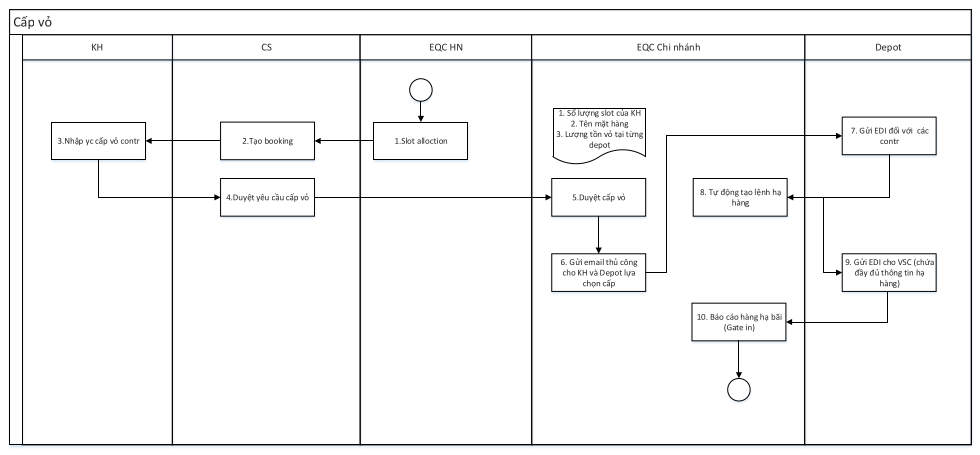 Cấp vỏ
KH
CS
EQC HN
EQC Chi nhánh
Depot
1. Số lượng slot của KH
2. Tên mặt hàng
3. Lượng tồn vỏ tại từng
depot
3.Nhập yc cấp vỏ contr
2.Tạo booking
1.Slot alloction
7. Gửi EDI đối với các
contr
4.Duyệt yêu cầu cấp vỏ
5.Duyệt cấp vỏ
8. Tự động tạo lệnh hạ
hàng
6. Gửi email thủ công
cho KH và Depot lựa
chọn cấp
9. Gửi EDI cho VSC (chứa
đầy đủ thông tin hạ
hàng)
10. Báo cáo hàng hạ bãi
(Gate in)